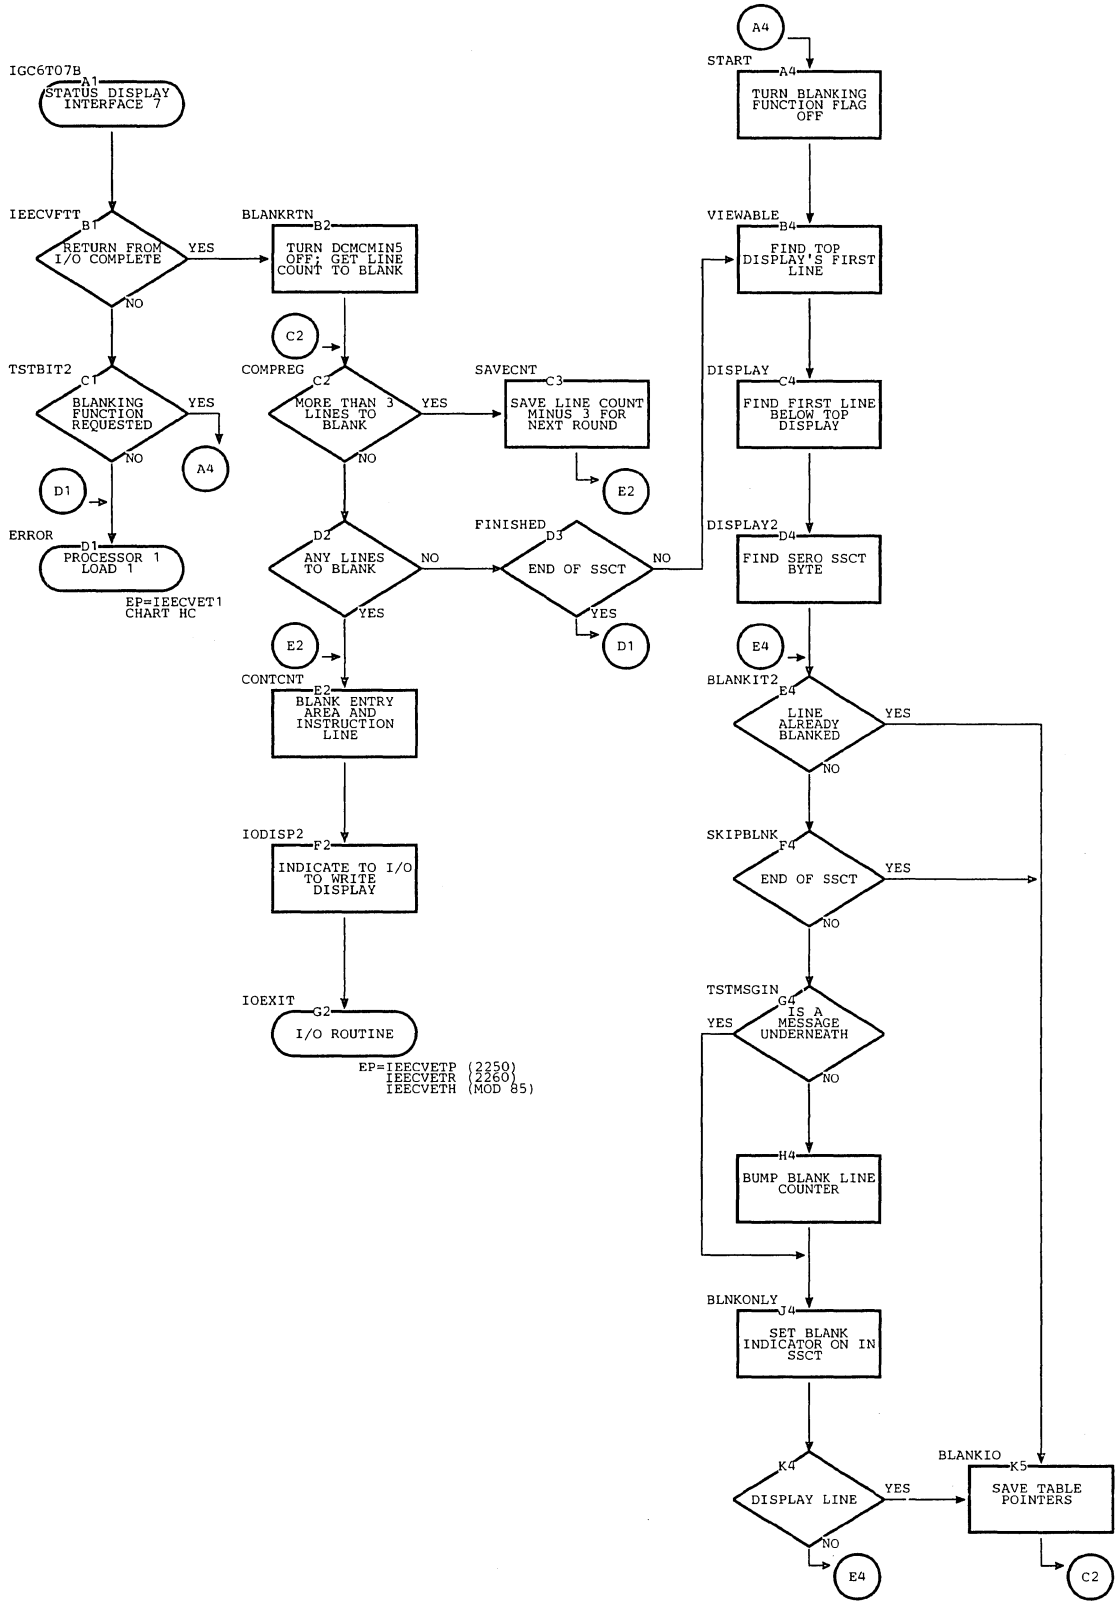 IGC6T07B
A1
STATUS DISPLAY
INTERFACE 7
IEECVFTT
B1
RETURN FROM
I/O COMPLETE
YES
NO
TSTBIT2
C1
BLANKING
FUNCTION
REQUESTED
YES
NO
A4
D1
ERROR
D1
PROCESSOR 1
LOAD 1
EP=IEECVET1
CHART HC
BLANKRTN
B2
TURN DCMCMIN5
OFF; GET LINE
COUNT TO BLANK
C2
COMPREG
C2
MORE THAN 3
LINES TO
BLANK
YES
NO
SAVECNT
C3
SAVE LINE COUNT
MINUS 3 FOR
NEXT ROUND
E2
D2
ANY LINES
TO BLANK
NO
YES
FINISHED
D3
END OF SSCT
NO
YES
D1
E2
CONTCNT
E2
BLANK ENTRY
AREA AND
INSTRUCTION
LINE
IODISP2
F2
INDICATE TO I/O
TO WRITE
DISPLAY
IOEXIT
G2
I/O ROUTINE
EP=IEECVETP (2250)
IEECVETR (2260)
IEECVETH (MOD 85)
A4
START
A4
TURN BLANKING
FUNCTION FLAG
OFF
VIEWABLE
B4
FIND TOP
DISPLAY'S FIRST
LINE
DISPLAY
C4
FIND FIRST LINE
BELOW TOP
DISPLAY
DISPLAY2
D4
FIND SERO SSCT
BYTE
E4
BLANKIT2
E4
LINE
ALREADY
BLANKED
YES
NO
SKIPBLNK
F4
END OF SSCT
YES
NO
TSTMSGIN
G4
IS A
MESSAGE
UNDERNEATH
YES
NO
H4
BUMP BLANK LINE
COUNTER
BLNKONLY
J4
SET BLANK
INDICATOR ON IN
SSCT
K4
DISPLAY LINE
YES
NO
E4
BLANKIO
K5
SAVE TABLE
POINTERS
C2